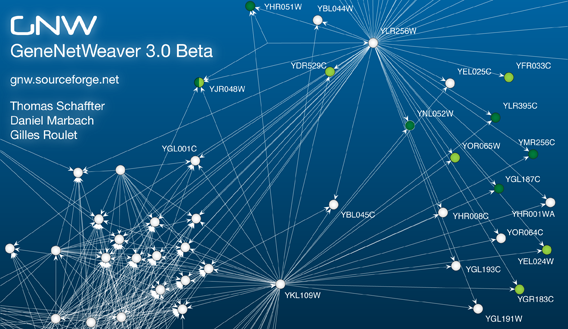 GNW
GeneNetWeaver 3.0 Beta
gnw.sourceforge.net
Thomas Schaffter
Daniel Marbach
Gilles Roulet
YHR051W
YBL044W
YLR256W
YDR529C
YEL025C
YFR033C
YJR048W
YNL052W
YLR395C
YGL001C
YOR065W
YMR256C
YGL187C
YBL045C
YHR008C
YHR001WA
YOR064C
YEL024W
YGL193C
YKL109W
YGR183C
YGL191W